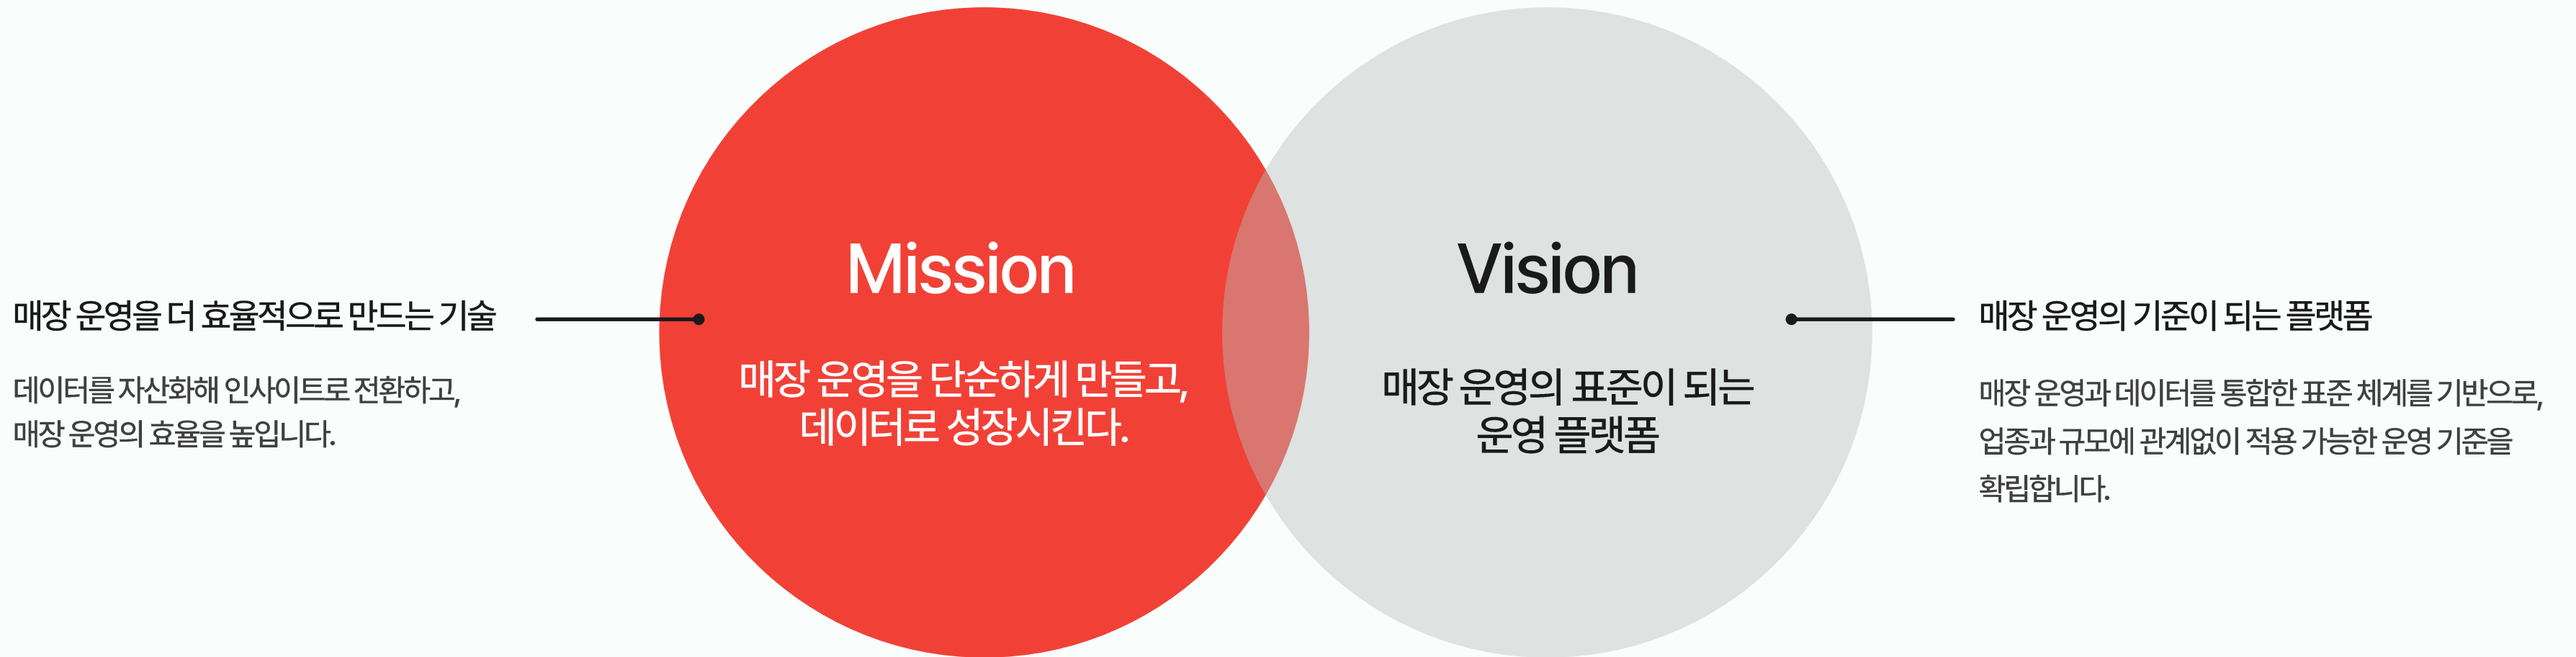 매장 운영을 더 효율적으로 만드는 기술
데이터를 자산화해 인사이트로 전환하고,
매장 운영의 효율을 높입니다.
Mission
매장 운영을 단순하게 만들고,
데이터로 성장시킨다.
Vision
매장 운영의 표준이 되는
운영 플랫폼
매장 운영의 기준이 되는 플랫폼
매장 운영과 데이터를 통합한 표준 체계를 기반으로,
업종과 규모에 관계없이 적용 가능한 운영 기준을
확립합니다.